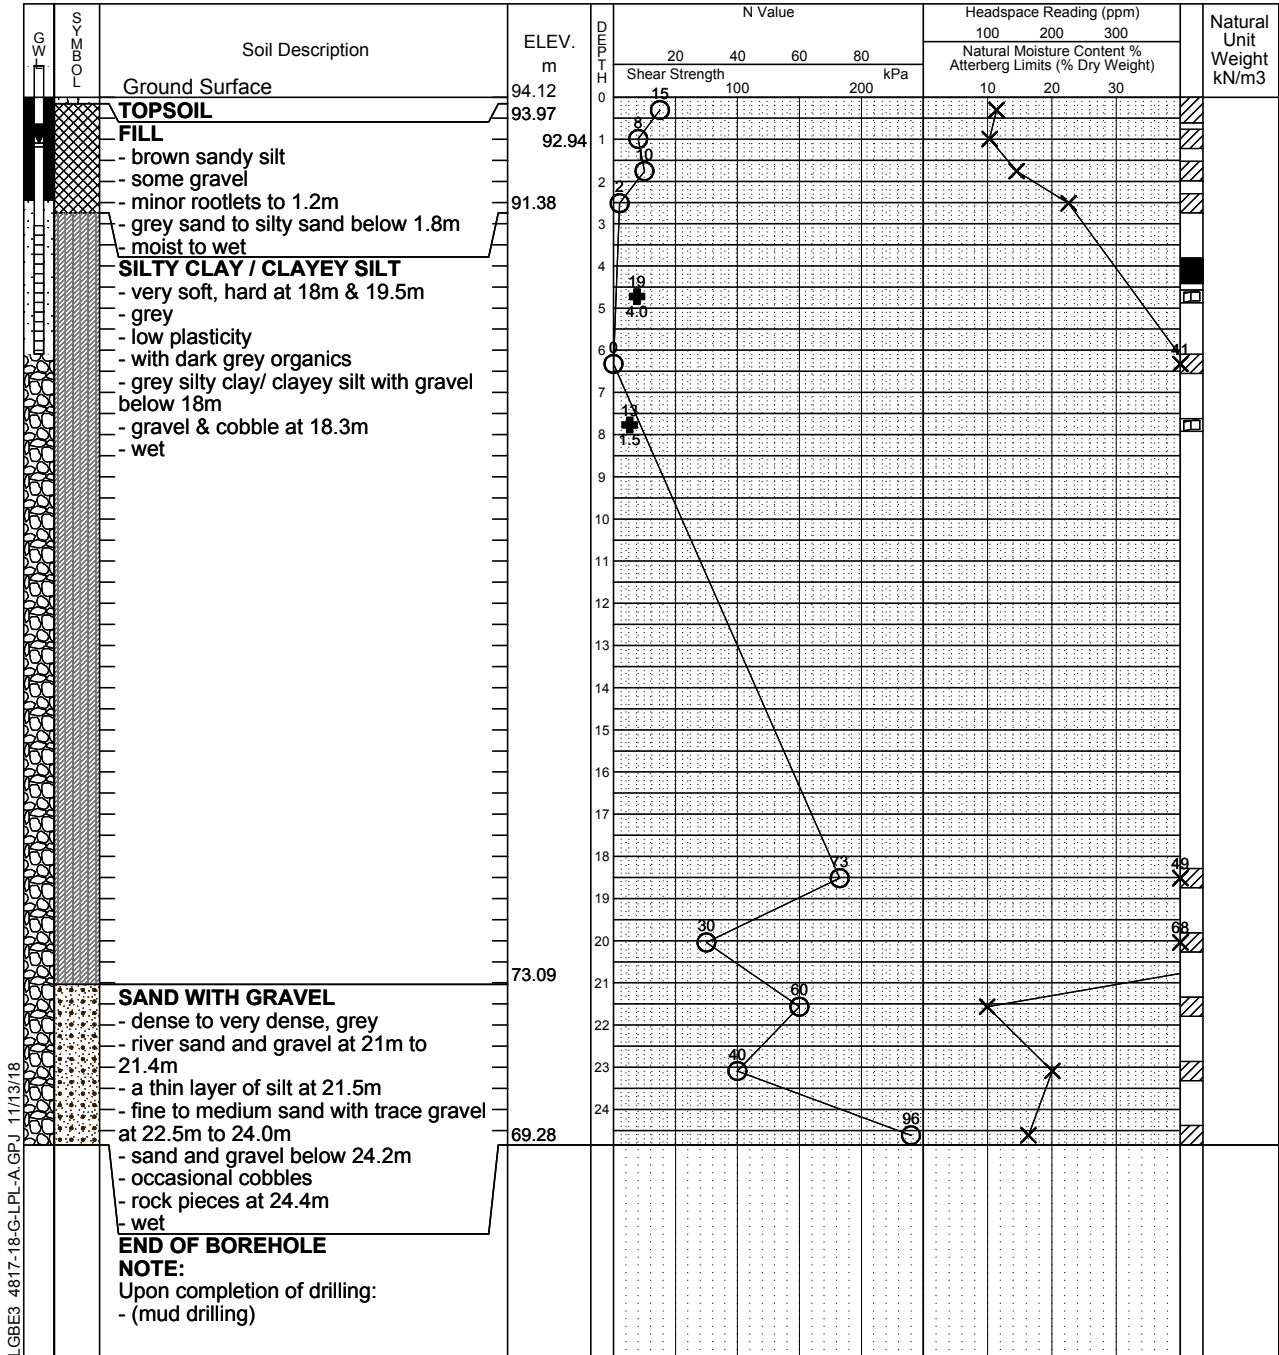 GWL
SYMBOL
Soil Description
Ground Surface
ELEV.
m
DEPTH
N Value
20 40 60 80
Shear Strength kPa
100 200
Headspace Reading (ppm)
100 200 300
Natural Moisture Content %
Atterberg Limits (% Dry Weight)
10 20 30
Natural
Unit
Weight
kN/m3
94.12
TOPSOIL
93.97
FILL
92.94
- brown sandy silt
- some gravel
- minor rootlets to 1.2m
91.38
- grey sand to silty sand below 1.8m
- moist to wet
SILTY CLAY / CLAYEY SILT
- very soft, hard at 18m & 19.5m
- grey
- low plasticity
- with dark grey organics
- grey silty clay/ clayey silt with gravel
below 18m
- gravel & cobble at 18.3m
- wet
73.09
SAND WITH GRAVEL
- dense to very dense, grey
- river sand and gravel at 21m to
21.4m
- a thin layer of silt at 21.5m
- fine to medium sand with trace gravel
at 22.5m to 24.0m
69.28
- sand and gravel below 24.2m
- occasional cobbles
- rock pieces at 24.4m
- wet
END OF BOREHOLE
NOTE:
Upon completion of drilling:
- (mud drilling)
0
1
2
3
4
5
6
7
8
9
10
11
12
13
14
15
16
17
18
19
20
21
22
23
24
15
8
10
2
19
4.0
0
13
1.5
73
30
60
40
96
41
49
68
LGBE3 4817-18-G-LPL-A.GPJ 11/13/18